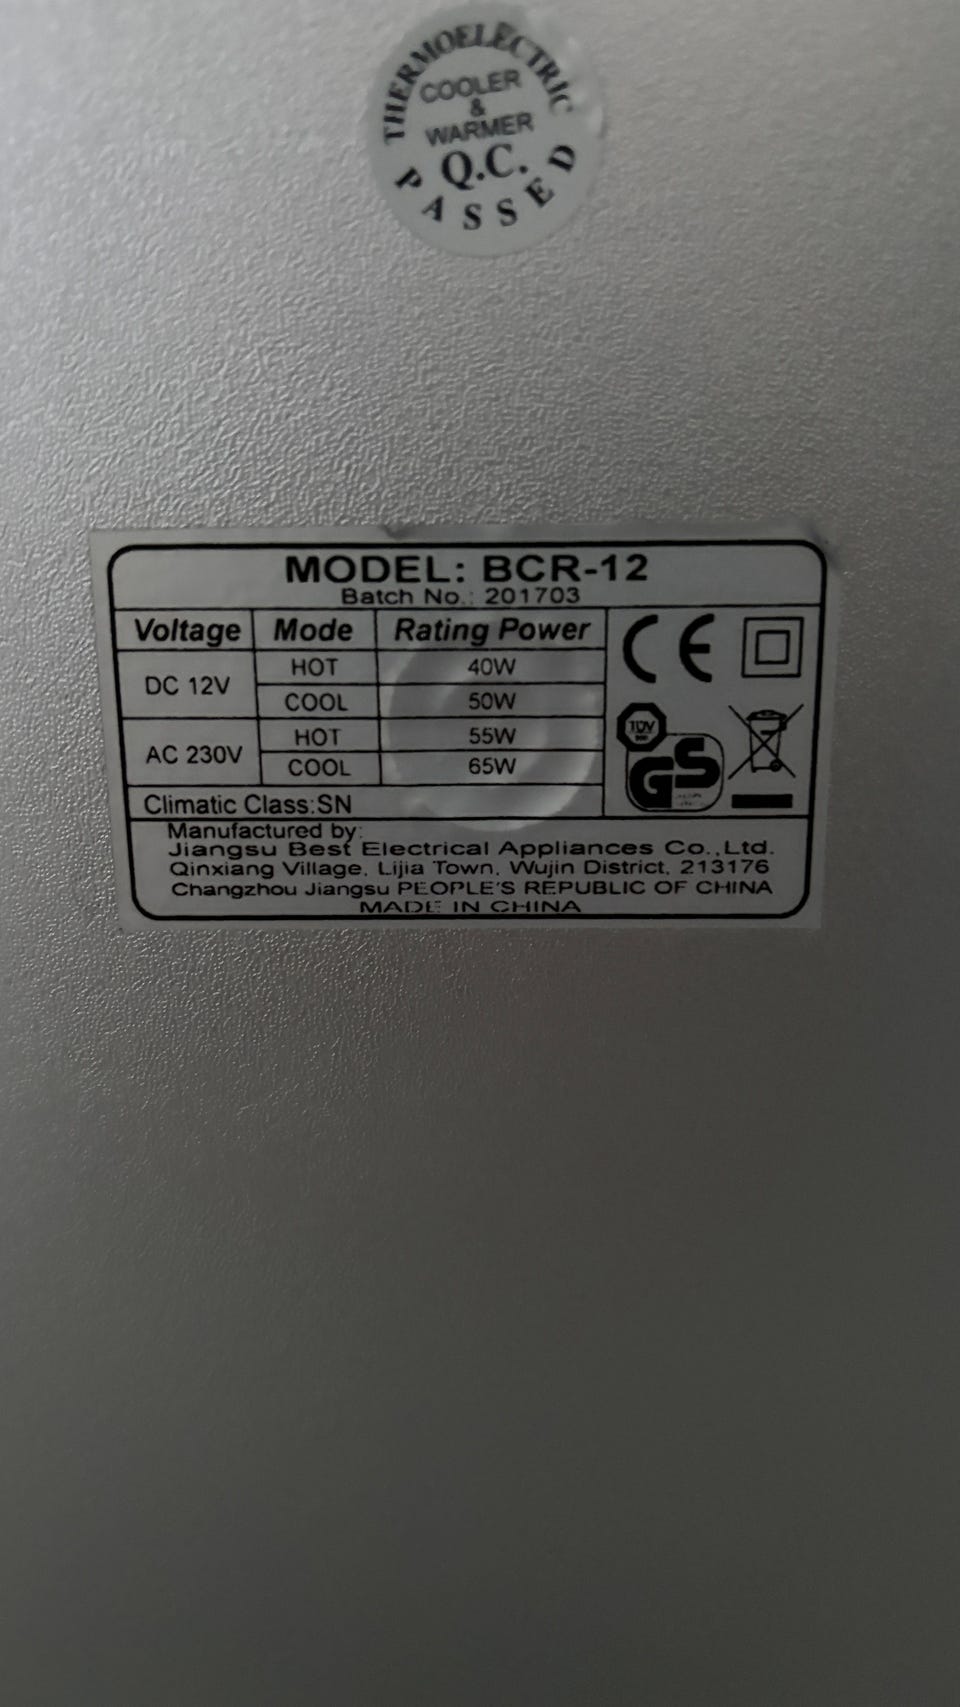 THERMOELECTRIC
COOLER
&
WARMER
Q.C.
PASSED
MODEL: BCR-12
Batch No.: 201703
Voltage Mode Rating Power
DC 12V HOT 40W
COOL 50W
AC 230V HOT 55W
COOL 65W
Climatic Class:SN
CE
TÜV
GS
Manufactured by:
Jiangsu Best Electrical Appliances Co.,Ltd.
Qinxiang Village, Lijia Town, Wujin District, 213176
Changzhou Jiangsu PEOPLE'S REPUBLIC OF CHINA
MADE IN CHINA